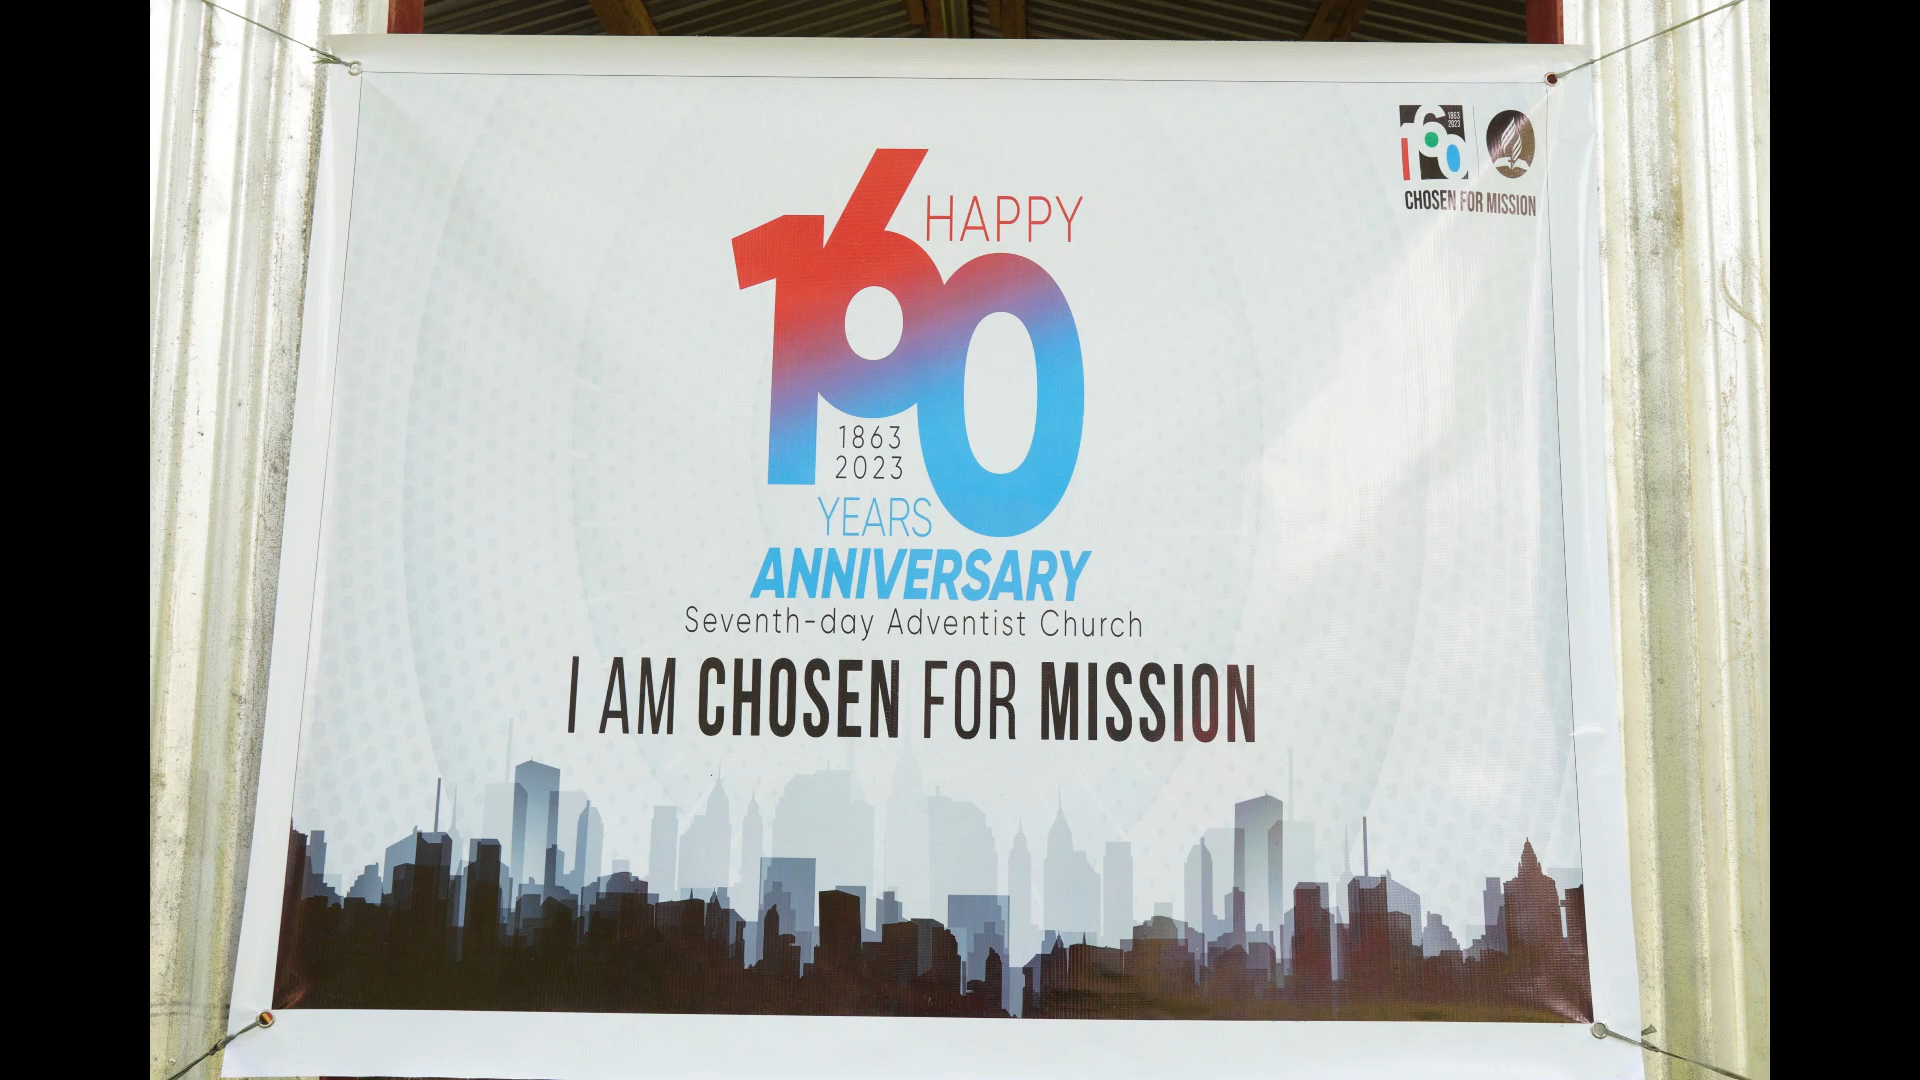 HAPPY
160
1863
2023
YEARS
ANNIVERSARY
Seventh-day Adventist Church
I AM CHOSEN FOR MISSION
160
1863
2023
CHOSEN FOR MISSION